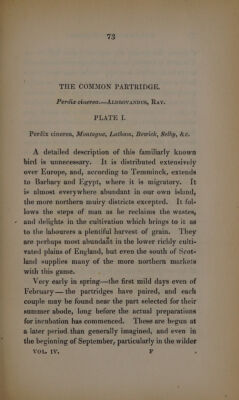 73
THE COMMON PARTRIDGE.
Perdix cinerea.—ALDROVANDUS, RAY.
PLATE I.
Perdix cinerea, Montague, Latham, Bewick, Selby, &c.
A detailed description of this familiarly known
bird is unnecessary. It is distributed extensively
over Europe, and, according to Temminck, extends
to Barbary and Egypt, where it is migratory. It
is almost everywhere abundant in our own island,
the more northern muiry districts excepted. It fol-
lows the steps of man as he reclaims the wastes,
and delights in the cultivation which brings to it as
to the labourers a plentiful harvest of grain. They
are perhaps most abundant in the lower richly culti-
vated plains of England, but even the south of Scot-
land supplies many of the more northern markets
with this game.
Very early in spring—the first mild days even of
February—the partridges have paired, and each
couple may be found near the part selected for their
summer abode, long before the actual preparations
for incubation has commenced. These are begun at
a later period than generally imagined, and even in
the beginning of September, particularly in the wilder
VOL. IV. F